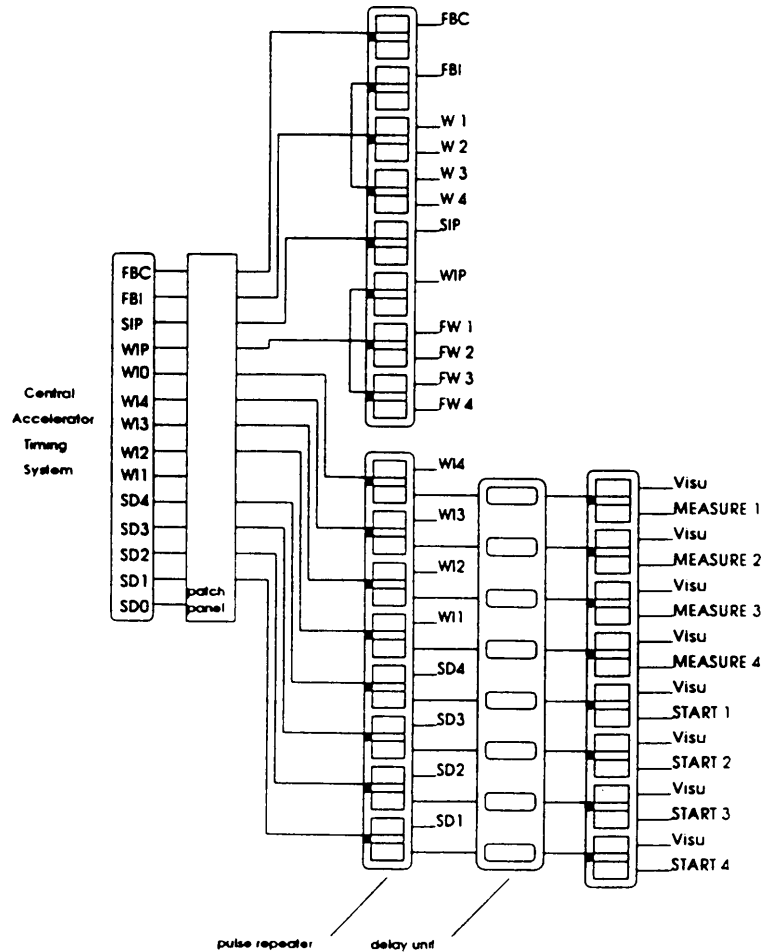 FBC
FBI
W 1
W 2
W 3
W 4
SIP
WIP
FW 1
FW 2
FW 3
FW 4
Central
Accelerator
Timing
System
FBC
FBI
SIP
WIP
WI0
WI4
WI3
WI2
WI1
SD4
SD3
SD2
SD1
SD0
patch
panel
WI4
WI3
WI2
WI1
SD4
SD3
SD2
SD1
Visu
MEASURE 1
Visu
MEASURE 2
Visu
MEASURE 3
Visu
MEASURE 4
Visu
START 1
Visu
START 2
Visu
START 3
Visu
START 4
pulse repeater
delay unit